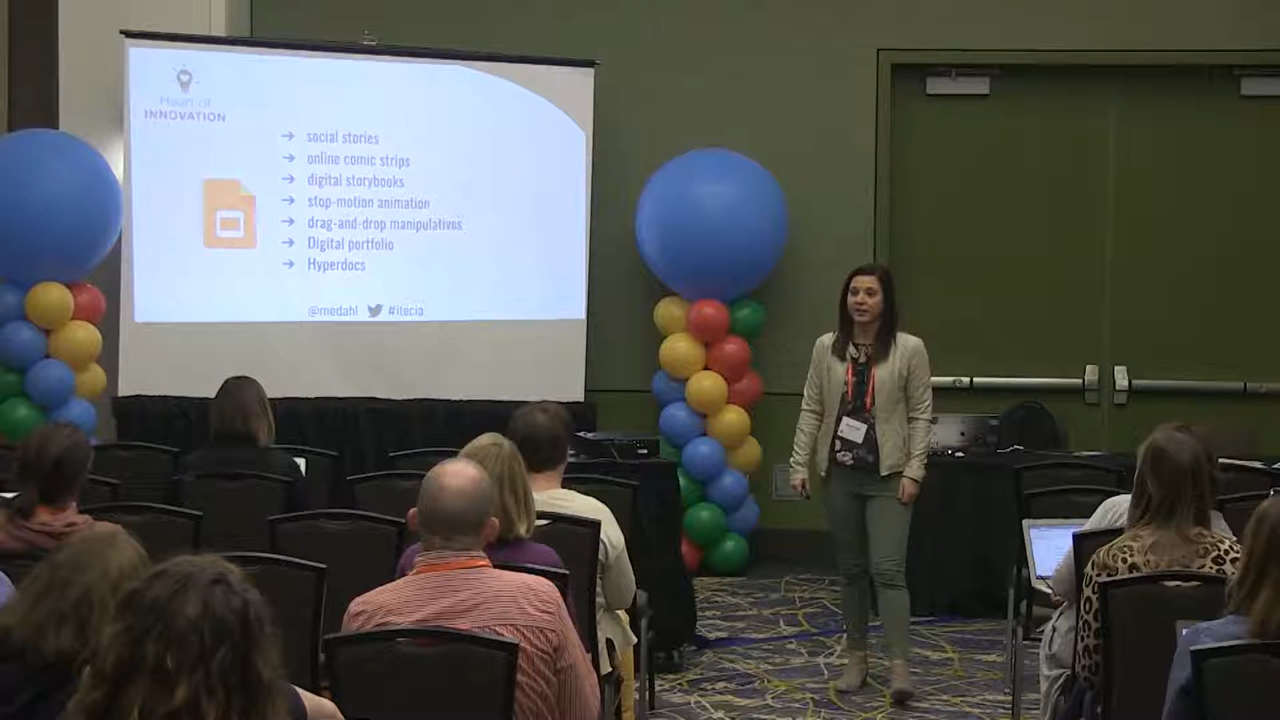 Heart of
INNOVATION
→ social stories
→ online comic strips
→ digital storybooks
→ stop-motion animation
→ drag-and-drop manipulatives
→ Digital portfolio
→ Hyperdocs
@medahl #itecia